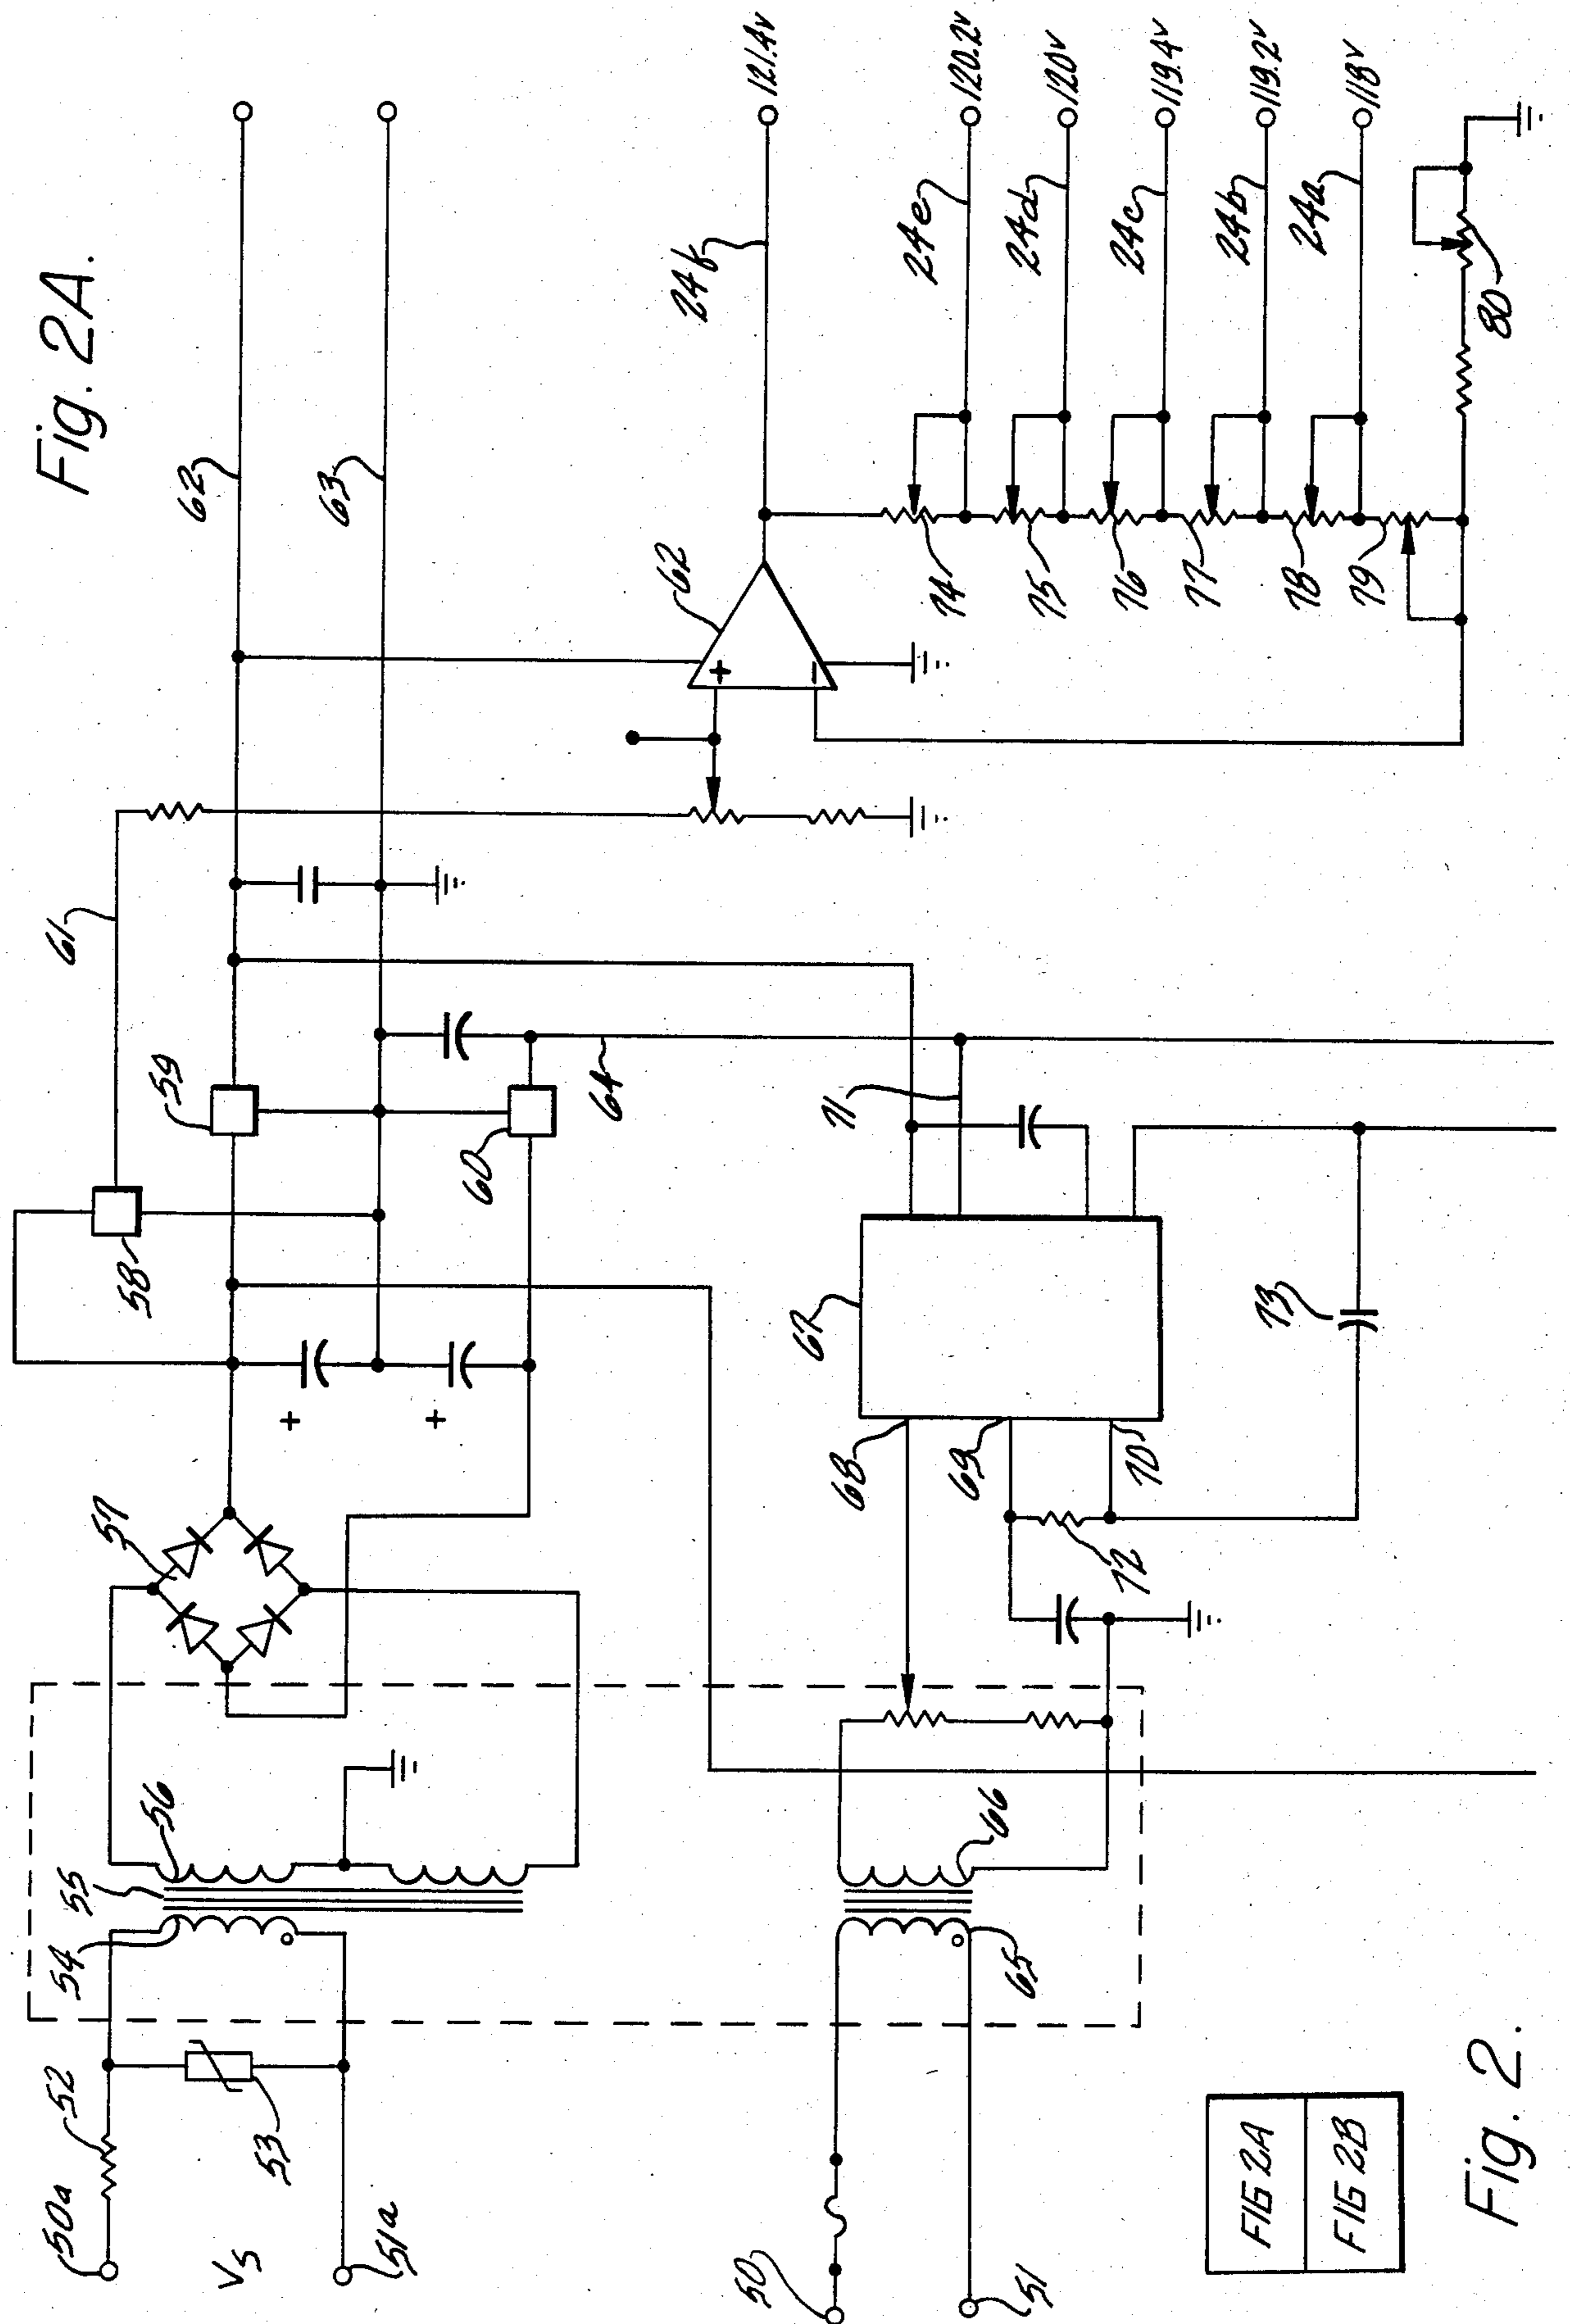 Fig. 2A.
62
63
61
59
58
60
64
57
+
+
56
55
54
52
53
50a
Vs
51a
121.4v
24f
62
+
−
120.2v
24e
120v
24d
119.4v
24c
119.2v
24b
118v
24a
74
75
76
77
78
79
80
71
67
68
69
70
72
73
66
65
50
51
FIG 2A
FIG 2B
Fig. 2.